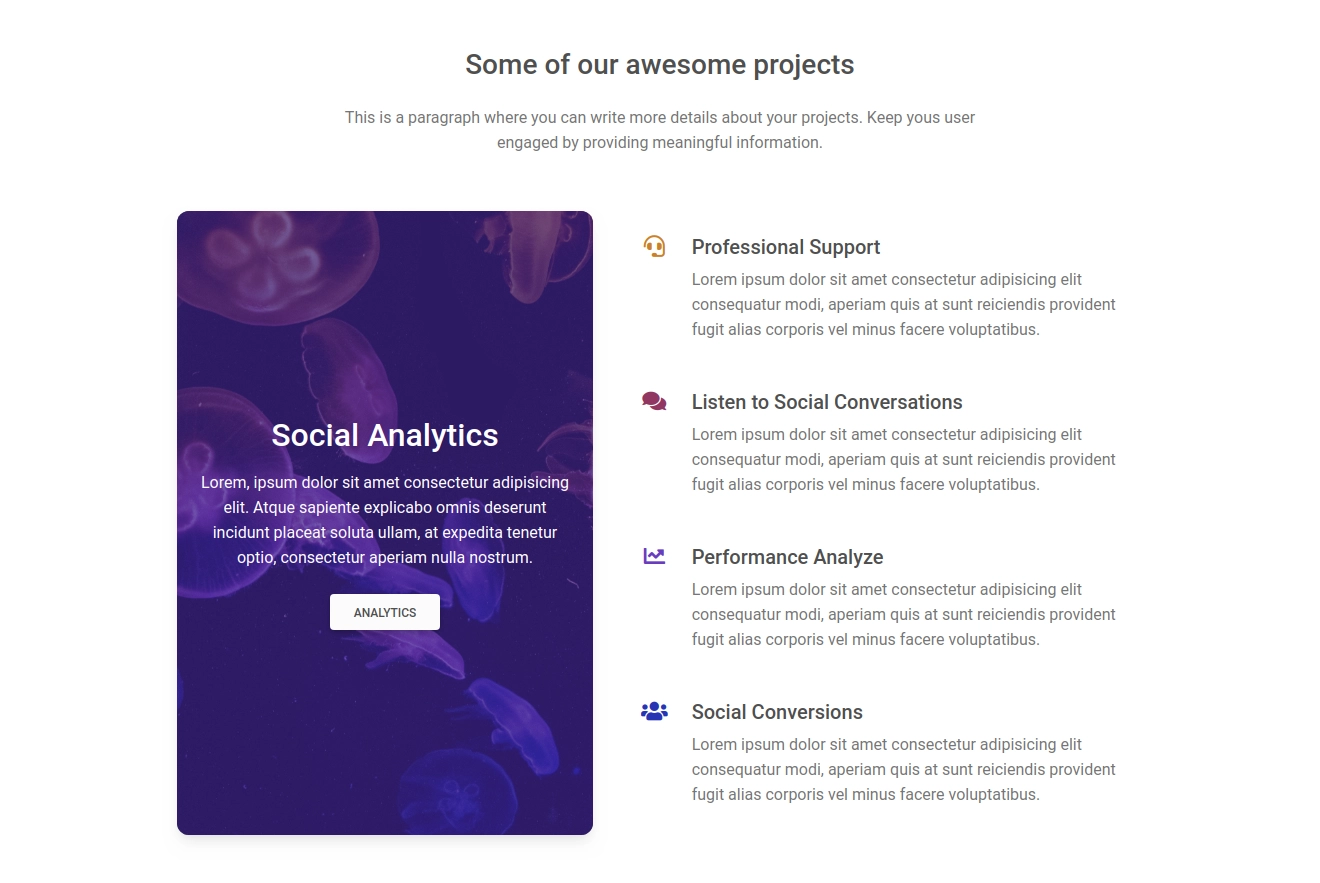 Some of our awesome projects
This is a paragraph where you can write more details about your projects. Keep yous user
engaged by providing meaningful information.
Social Analytics
Lorem, ipsum dolor sit amet consectetur adipisicing
elit. Atque sapiente explicabo omnis deserunt
incidunt placeat soluta ullam, at expedita tenetur
optio, consectetur aperiam nulla nostrum.
ANALYTICS
Professional Support
Lorem ipsum dolor sit amet consectetur adipisicing elit
consequatur modi, aperiam quis at sunt reiciendis provident
fugit alias corporis vel minus facere voluptatibus.
Listen to Social Conversations
Lorem ipsum dolor sit amet consectetur adipisicing elit
consequatur modi, aperiam quis at sunt reiciendis provident
fugit alias corporis vel minus facere voluptatibus.
Performance Analyze
Lorem ipsum dolor sit amet consectetur adipisicing elit
consequatur modi, aperiam quis at sunt reiciendis provident
fugit alias corporis vel minus facere voluptatibus.
Social Conversions
Lorem ipsum dolor sit amet consectetur adipisicing elit
consequatur modi, aperiam quis at sunt reiciendis provident
fugit alias corporis vel minus facere voluptatibus.